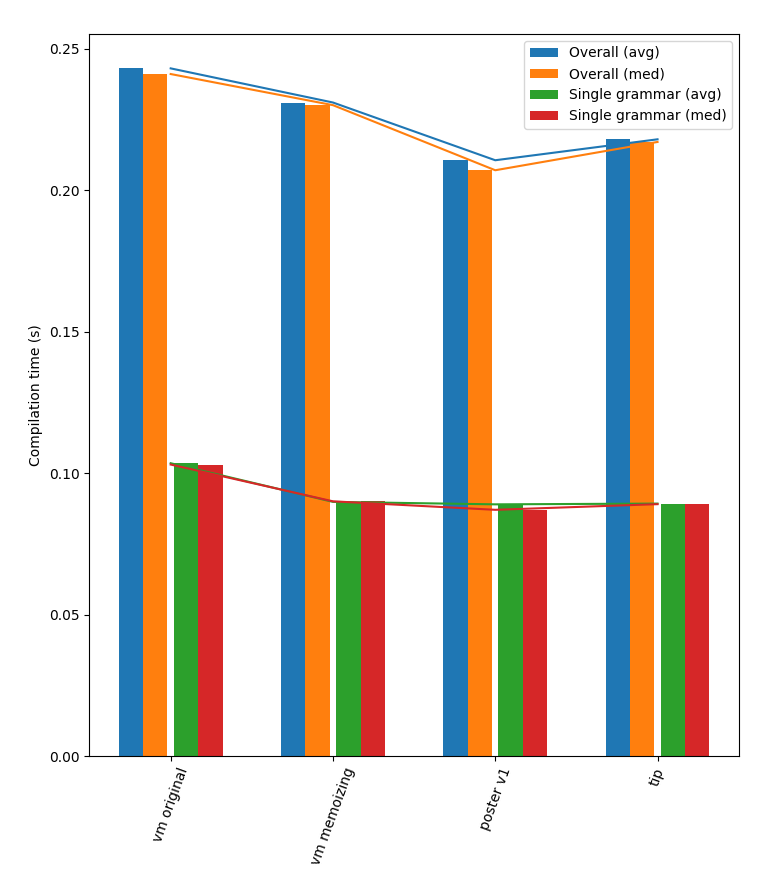 0.25
0.20
0.15
0.10
0.05
0.00
Compilation time (s)
Overall (avg)
Overall (med)
Single grammar (avg)
Single grammar (med)
vm original
vm memoizing
poster v1
tip